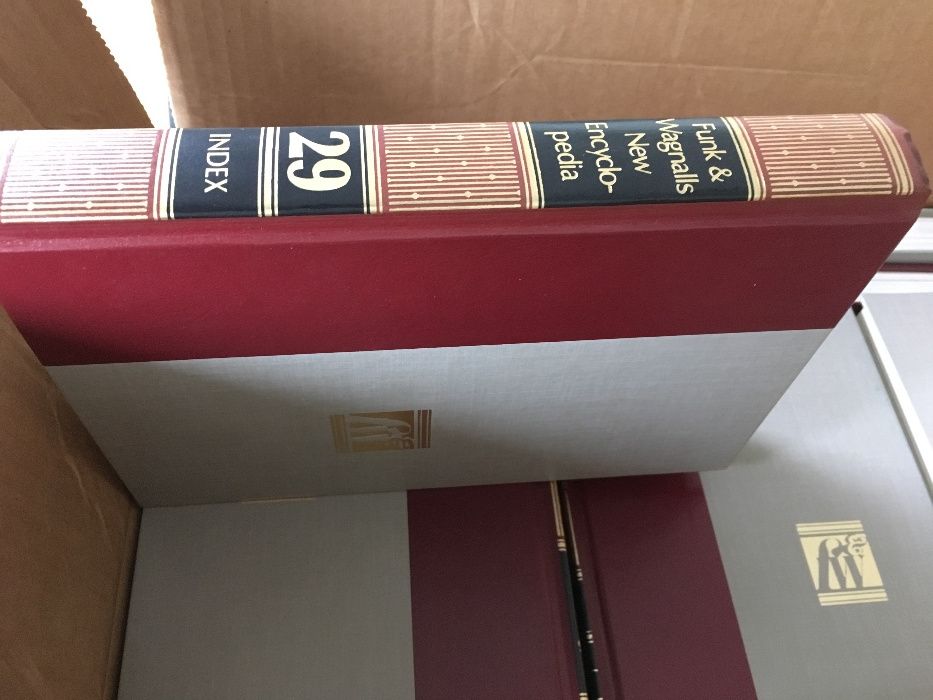 Funk &
Wagnalls
New
Encyclo-
pedia
29
INDEX
f&w
f&w